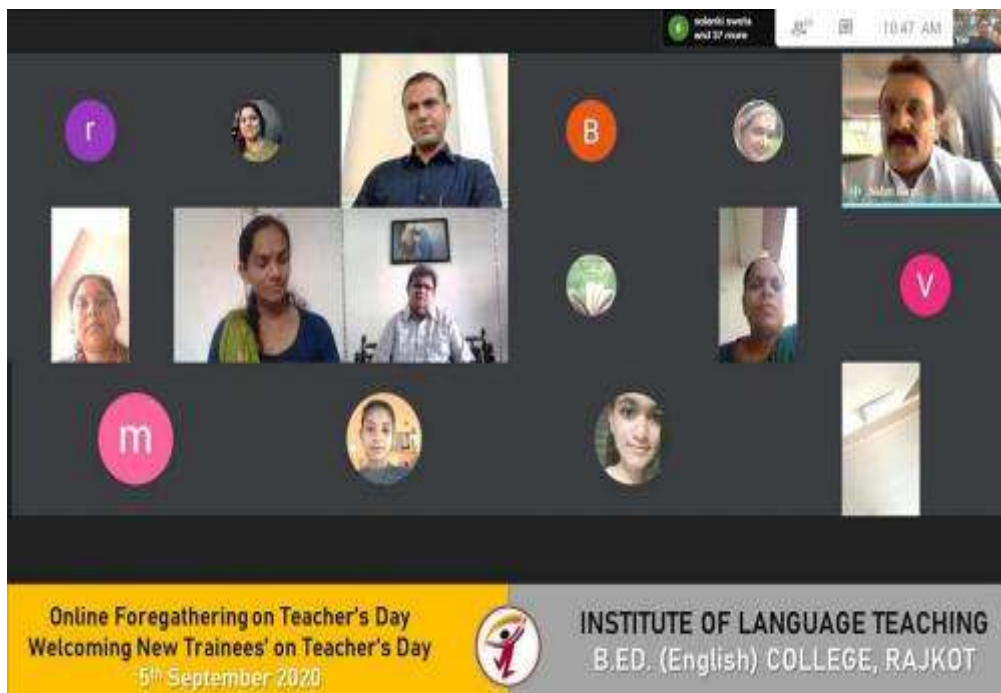 solanki sweta
and 37 more
10:47 AM
You
r
B
V
m
Online Foregathering on Teacher's Day
Welcoming New Trainees' on Teacher's Day
5th September 2020
INSTITUTE OF LANGUAGE TEACHING
B.ED. (English) COLLEGE, RAJKOT